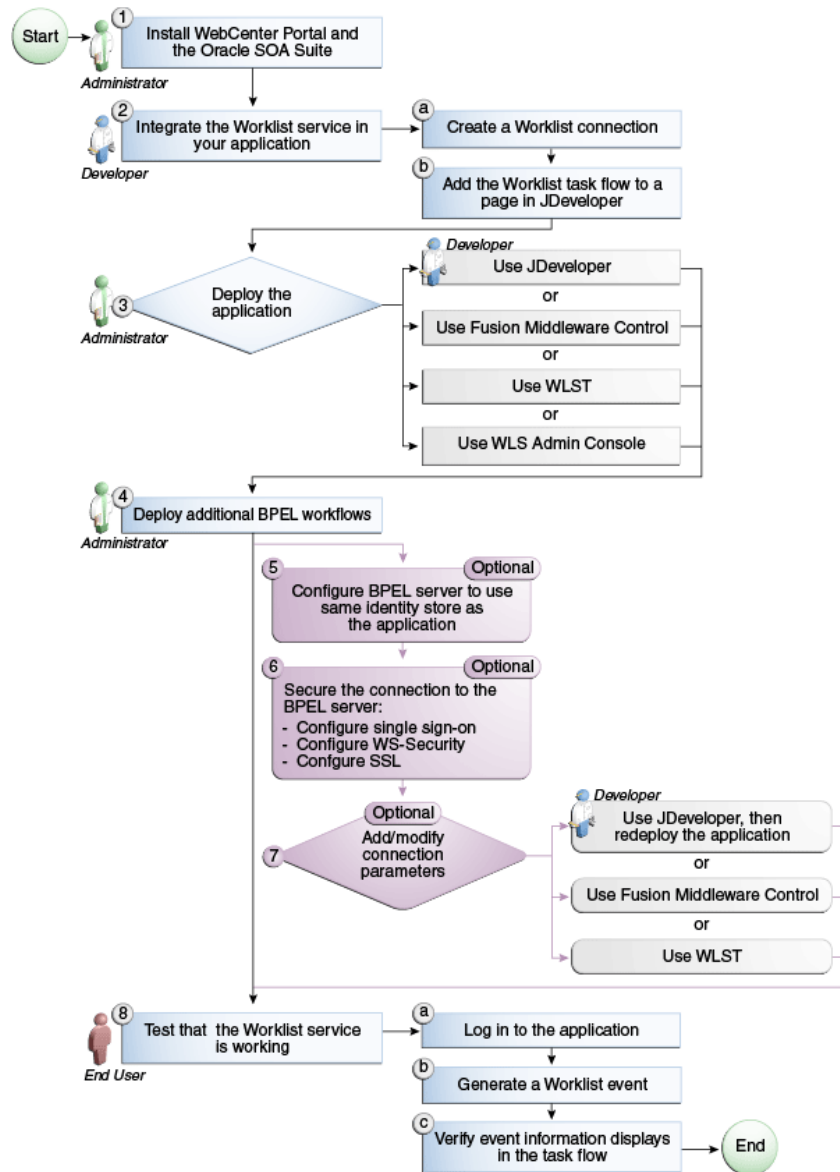 Start
1
Install WebCenter Portal and
the Oracle SOA Suite
Administrator
2
Integrate the Worklist service in
your application
Developer
a
Create a Worklist connection
b
Add the Worklist task flow to a
page in JDeveloper
3
Deploy the
application
Administrator
Developer
Use JDeveloper
or
Use Fusion Middleware Control
or
Use WLST
or
Use WLS Admin Console
4
Deploy additional BPEL workflows
Administrator
5
Optional
Configure BPEL server to use
same identity store as
the application
6
Optional
Secure the connection to the
BPEL server:
- Configure single sign-on
- Configure WS-Security
- Confgure SSL
Optional
7
Add/modify
connection
parameters
Developer
Use JDeveloper, then
redeploy the application
or
Use Fusion Middleware Control
or
Use WLST
8
Test that the Worklist service
is working
End User
a
Log in to the application
b
Generate a Worklist event
c
Verify event information displays
in the task flow
End